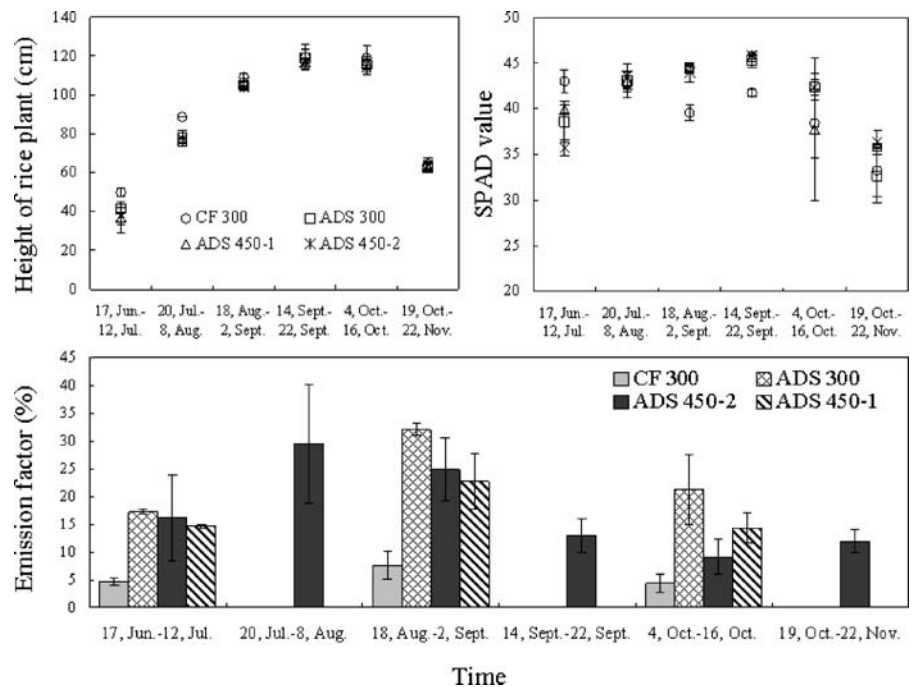 Height of rice plant (cm)
140
120
100
80
60
40
20
0
CF 300
ADS 300
ADS 450-1
ADS 450-2
17, Jun.- 20, Jul.- 18, Aug.- 14, Sept.- 4, Oct.- 19, Oct.-
12, Jul. 8, Aug. 2, Sept. 22, Sept. 16, Oct. 22, Nov.
SPAD value
50
45
40
35
30
25
20
17, Jun.- 20, Jul.- 18, Aug.- 14, Sept.- 4, Oct.- 19, Oct.-
12, Jul. 8, Aug. 2, Sept. 22, Sept. 16, Oct. 22, Nov.
Emission factor (%)
45
40
35
30
25
20
15
10
5
0
CF 300
ADS 300
ADS 450-2
ADS 450-1
17, Jun.-12, Jul. 20, Jul.-8, Aug. 18, Aug.-2, Sept. 14, Sept.-22, Sept. 4, Oct.-16, Oct. 19, Oct.-22, Nov.
Time